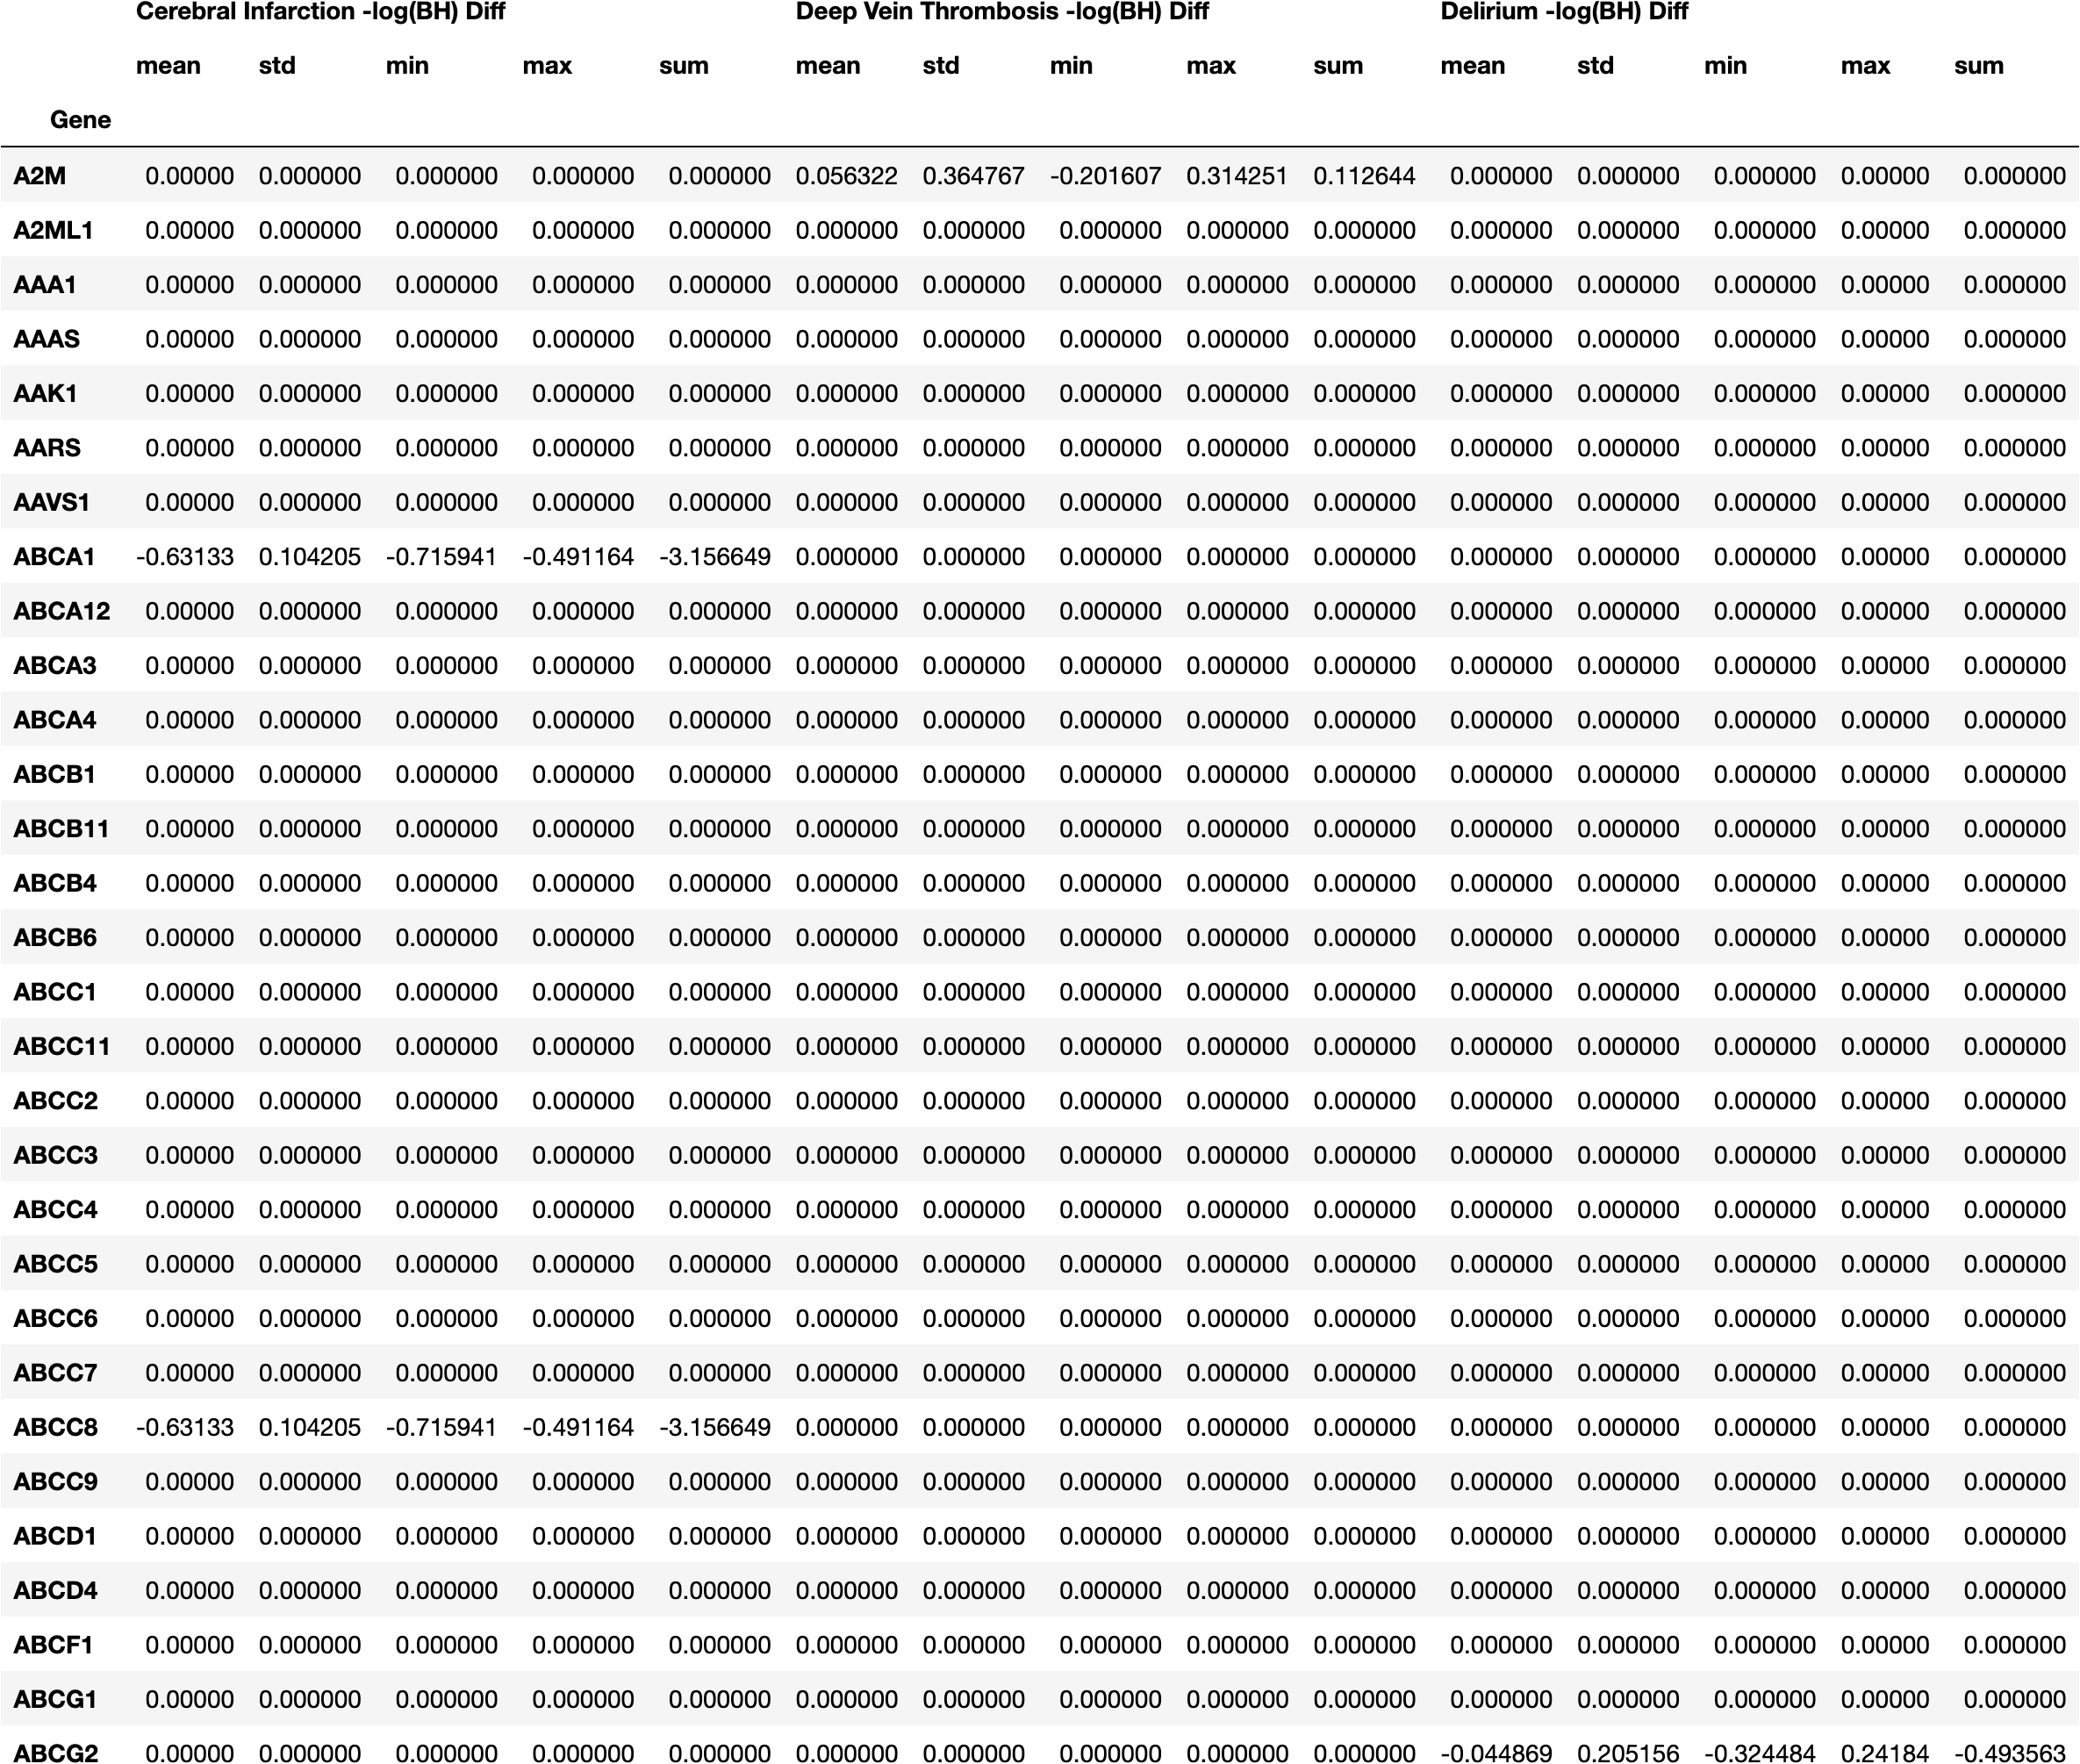 Cerebral Infarction -log(BH) Diff Deep Vein Thrombosis -log(BH) Diff Delirium -log(BH) Diff
mean std min max sum mean std min max sum mean std min max sum
Gene
A2M 0.00000 0.000000 0.000000 0.000000 0.000000 0.056322 0.364767 -0.201607 0.314251 0.112644 0.000000 0.000000 0.000000 0.00000 0.000000
A2ML1 0.00000 0.000000 0.000000 0.000000 0.000000 0.000000 0.000000 0.000000 0.000000 0.000000 0.000000 0.000000 0.000000 0.00000 0.000000
AAA1 0.00000 0.000000 0.000000 0.000000 0.000000 0.000000 0.000000 0.000000 0.000000 0.000000 0.000000 0.000000 0.000000 0.00000 0.000000
AAAS 0.00000 0.000000 0.000000 0.000000 0.000000 0.000000 0.000000 0.000000 0.000000 0.000000 0.000000 0.000000 0.000000 0.00000 0.000000
AAK1 0.00000 0.000000 0.000000 0.000000 0.000000 0.000000 0.000000 0.000000 0.000000 0.000000 0.000000 0.000000 0.000000 0.00000 0.000000
AARS 0.00000 0.000000 0.000000 0.000000 0.000000 0.000000 0.000000 0.000000 0.000000 0.000000 0.000000 0.000000 0.000000 0.00000 0.000000
AAVS1 0.00000 0.000000 0.000000 0.000000 0.000000 0.000000 0.000000 0.000000 0.000000 0.000000 0.000000 0.000000 0.000000 0.00000 0.000000
ABCA1 -0.63133 0.104205 -0.715941 -0.491164 -3.156649 0.000000 0.000000 0.000000 0.000000 0.000000 0.000000 0.000000 0.000000 0.00000 0.000000
ABCA12 0.00000 0.000000 0.000000 0.000000 0.000000 0.000000 0.000000 0.000000 0.000000 0.000000 0.000000 0.000000 0.000000 0.00000 0.000000
ABCA3 0.00000 0.000000 0.000000 0.000000 0.000000 0.000000 0.000000 0.000000 0.000000 0.000000 0.000000 0.000000 0.000000 0.00000 0.000000
ABCA4 0.00000 0.000000 0.000000 0.000000 0.000000 0.000000 0.000000 0.000000 0.000000 0.000000 0.000000 0.000000 0.000000 0.00000 0.000000
ABCB1 0.00000 0.000000 0.000000 0.000000 0.000000 0.000000 0.000000 0.000000 0.000000 0.000000 0.000000 0.000000 0.000000 0.00000 0.000000
ABCB11 0.00000 0.000000 0.000000 0.000000 0.000000 0.000000 0.000000 0.000000 0.000000 0.000000 0.000000 0.000000 0.000000 0.00000 0.000000
ABCB4 0.00000 0.000000 0.000000 0.000000 0.000000 0.000000 0.000000 0.000000 0.000000 0.000000 0.000000 0.000000 0.000000 0.00000 0.000000
ABCB6 0.00000 0.000000 0.000000 0.000000 0.000000 0.000000 0.000000 0.000000 0.000000 0.000000 0.000000 0.000000 0.000000 0.00000 0.000000
ABCC1 0.00000 0.000000 0.000000 0.000000 0.000000 0.000000 0.000000 0.000000 0.000000 0.000000 0.000000 0.000000 0.000000 0.00000 0.000000
ABCC11 0.00000 0.000000 0.000000 0.000000 0.000000 0.000000 0.000000 0.000000 0.000000 0.000000 0.000000 0.000000 0.000000 0.00000 0.000000
ABCC2 0.00000 0.000000 0.000000 0.000000 0.000000 0.000000 0.000000 0.000000 0.000000 0.000000 0.000000 0.000000 0.000000 0.00000 0.000000
ABCC3 0.00000 0.000000 0.000000 0.000000 0.000000 0.000000 0.000000 0.000000 0.000000 0.000000 0.000000 0.000000 0.000000 0.00000 0.000000
ABCC4 0.00000 0.000000 0.000000 0.000000 0.000000 0.000000 0.000000 0.000000 0.000000 0.000000 0.000000 0.000000 0.000000 0.00000 0.000000
ABCC5 0.00000 0.000000 0.000000 0.000000 0.000000 0.000000 0.000000 0.000000 0.000000 0.000000 0.000000 0.000000 0.000000 0.00000 0.000000
ABCC6 0.00000 0.000000 0.000000 0.000000 0.000000 0.000000 0.000000 0.000000 0.000000 0.000000 0.000000 0.000000 0.000000 0.00000 0.000000
ABCC7 0.00000 0.000000 0.000000 0.000000 0.000000 0.000000 0.000000 0.000000 0.000000 0.000000 0.000000 0.000000 0.000000 0.00000 0.000000
ABCC8 -0.63133 0.104205 -0.715941 -0.491164 -3.156649 0.000000 0.000000 0.000000 0.000000 0.000000 0.000000 0.000000 0.000000 0.00000 0.000000
ABCC9 0.00000 0.000000 0.000000 0.000000 0.000000 0.000000 0.000000 0.000000 0.000000 0.000000 0.000000 0.000000 0.000000 0.00000 0.000000
ABCD1 0.00000 0.000000 0.000000 0.000000 0.000000 0.000000 0.000000 0.000000 0.000000 0.000000 0.000000 0.000000 0.000000 0.00000 0.000000
ABCD4 0.00000 0.000000 0.000000 0.000000 0.000000 0.000000 0.000000 0.000000 0.000000 0.000000 0.000000 0.000000 0.000000 0.00000 0.000000
ABCF1 0.00000 0.000000 0.000000 0.000000 0.000000 0.000000 0.000000 0.000000 0.000000 0.000000 0.000000 0.000000 0.000000 0.00000 0.000000
ABCG1 0.00000 0.000000 0.000000 0.000000 0.000000 0.000000 0.000000 0.000000 0.000000 0.000000 0.000000 0.000000 0.000000 0.00000 0.000000
ABCG2 0.00000 0.000000 0.000000 0.000000 0.000000 0.000000 0.000000 0.000000 0.000000 0.000000 -0.044869 0.205156 -0.324484 0.24184 -0.493563